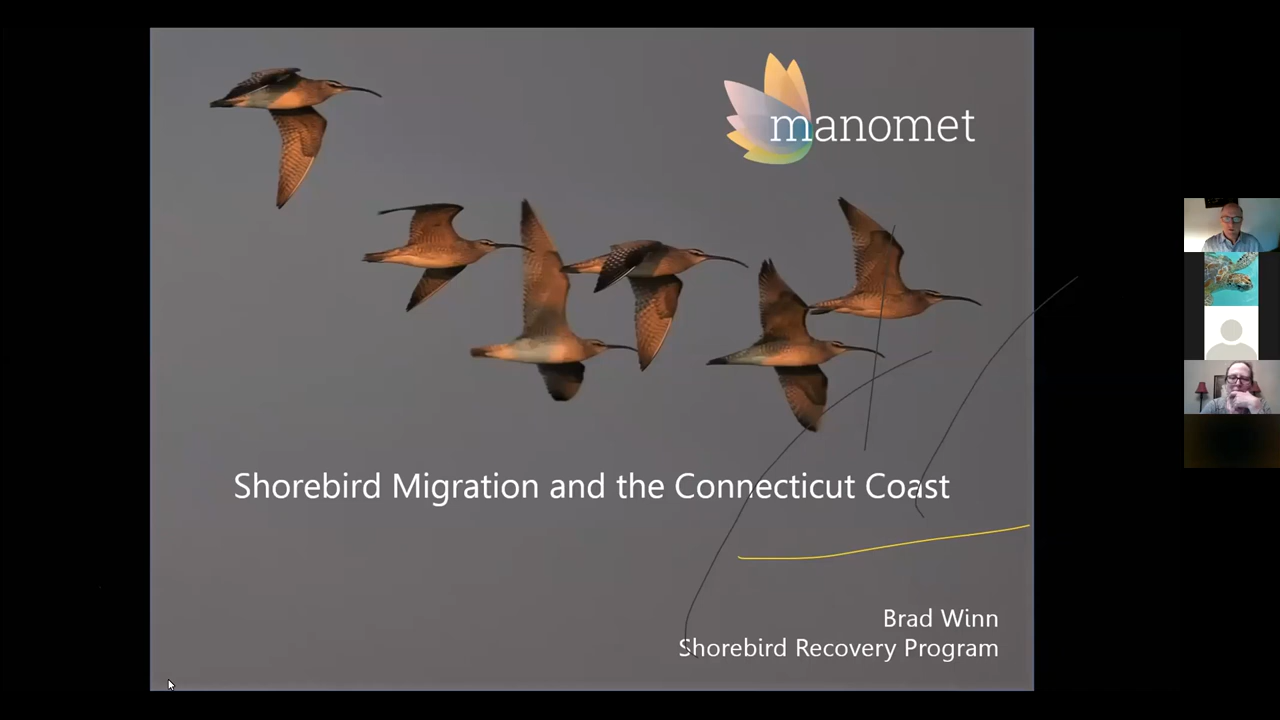 manomet
Shorebird Migration and the Connecticut Coast
Brad Winn
Shorebird Recovery Program